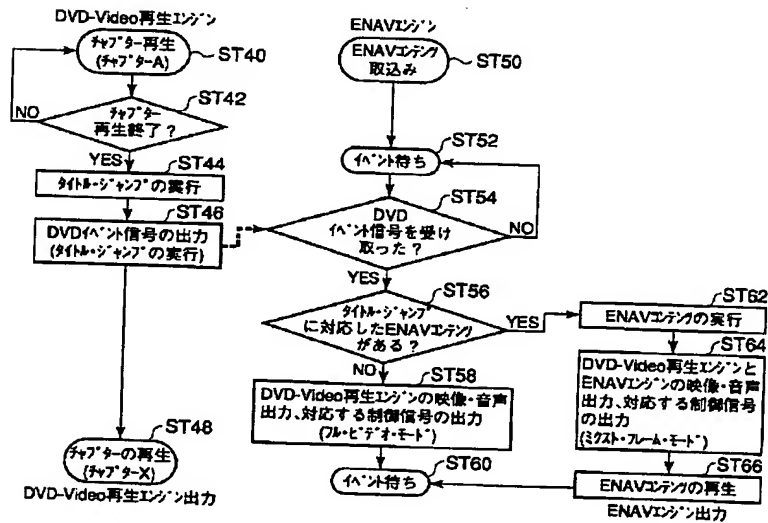 DVD-Video再生エンジン
チャプター再生
(チャプターA)
ST40
ST42
チャプター
再生終了?
NO
YES
ST44
タイトル・ジャンプの実行
ST46
DVDイベント信号の出力
(タイトル・ジャンプの実行)
ST48
チャプターの再生
(チャプターX)
DVD-Video再生エンジン出力
ENAVエンジン
ENAVコンテンツ
取込み
ST50
ST52
イベント待ち
ST54
DVD
イベント信号を受け
取った?
NO
YES
ST56
タイトル・ジャンプ
に対応したENAVコンテンツ
がある?
YES
NO
ST58
DVD-Video再生エンジンの映像・音声
出力、対応する制御信号の出力
(フル・ビデオ・モード)
ST60
イベント待ち
ST62
ENAVコンテンツの実行
ST64
DVD-Video再生エンジンと
ENAVエンジンの映像・音声
出力、対応する制御信号
の出力
(ミクスト・フレーム・モード)
ST66
ENAVコンテンツの再生
ENAVエンジン出力